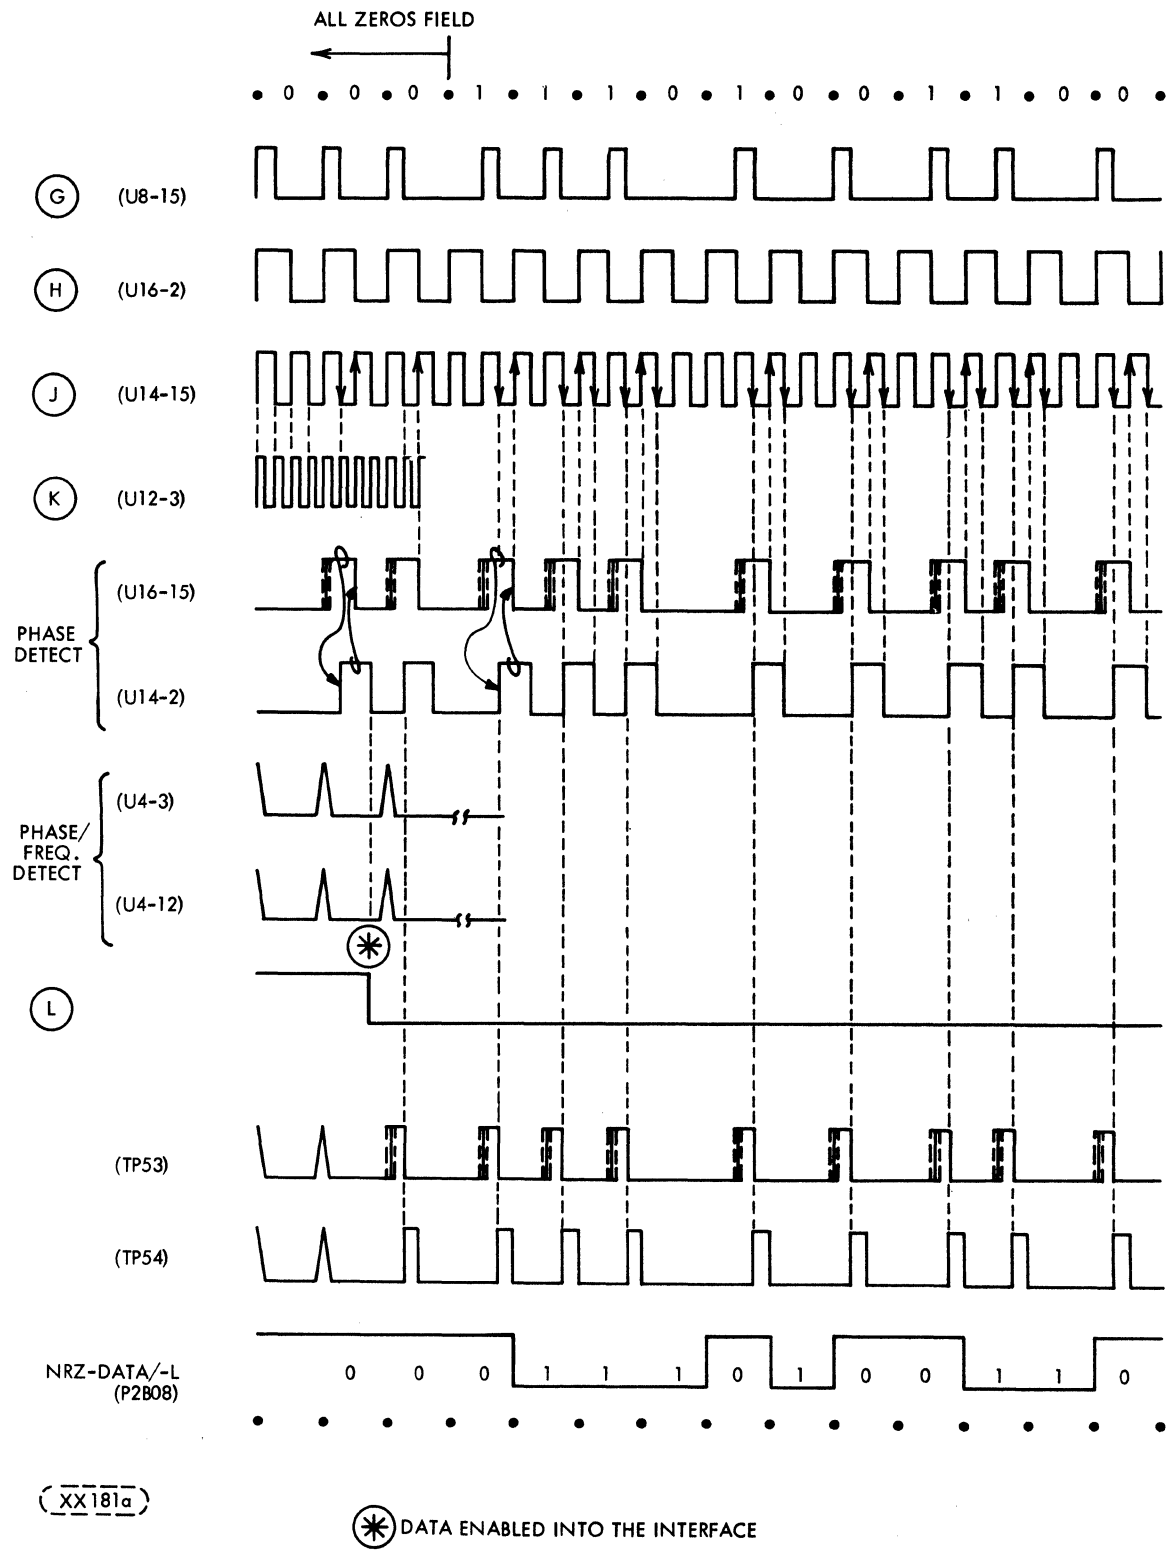 ALL ZEROS FIELD
• 0 • 0 • 0 • 1 • 1 • 1 • 0 • 1 • 0 • 0 • 1 • 1 • 0 • 0 •
G (U8-15)
H (U16-2)
J (U14-15)
K (U12-3)
(U16-15)
PHASE
DETECT
(U14-2)
(U4-3)
PHASE/
FREQ.
DETECT
(U4-12)
L
(TP53)
(TP54)
NRZ-DATA/-L
(P2B08)
0 0 0 1 1 1 0 1 0 0 1 1 0
XX181a
DATA ENABLED INTO THE INTERFACE